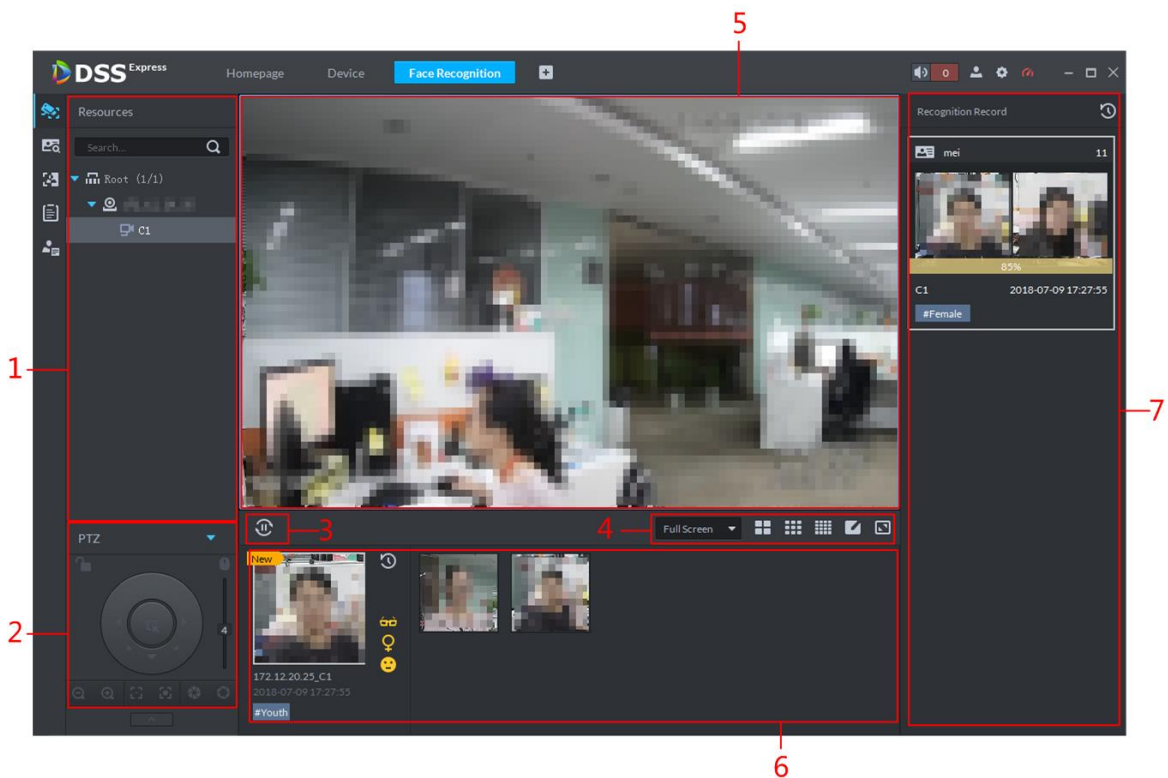 5
DSS Express
Homepage
Device
Face Recognition
0
Resources
Search...
Root (1/1)
C1
1
Recognition Record
mei
11
85%
C1
2018-07-09 17:27:55
#Female
7
3
4
Full Screen
PTZ
4
2
New
172.12.20.25_C1
2018-07-09 17:27:55
#Youth
6